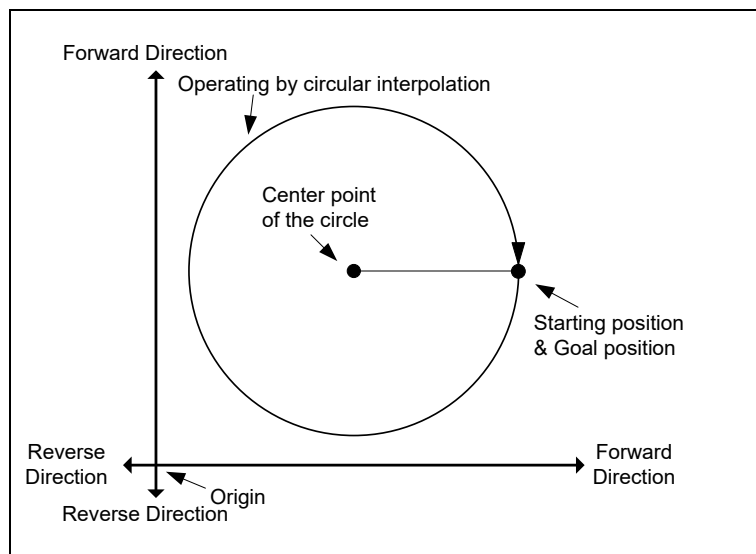 Forward Direction
Operating by circular interpolation
Center point
of the circle
Starting position
& Goal position
Reverse
Direction
Forward
Direction
Origin
Reverse Direction